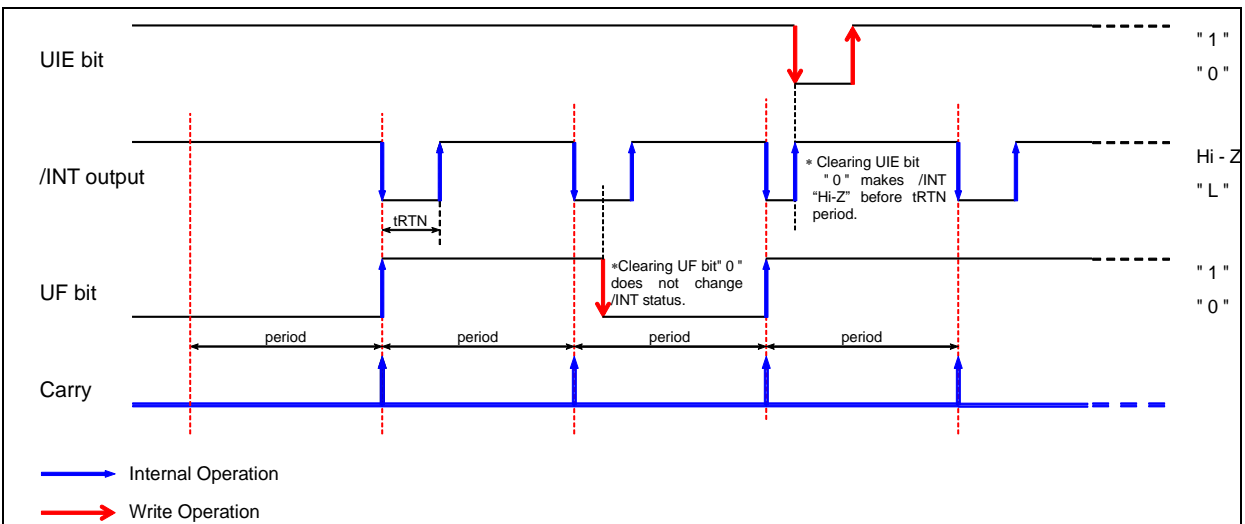 UIE bit
" 1 "
" 0 "
/INT output
Hi - Z
" L "
∗ Clearing UIE bit
" 0 " makes /INT
“Hi-Z” before tRTN
period.
tRTN
UF bit
∗Clearing UF bit" 0 "
does not change
/INT status.
" 1 "
" 0 "
period period period period
Carry
Internal Operation
Write Operation